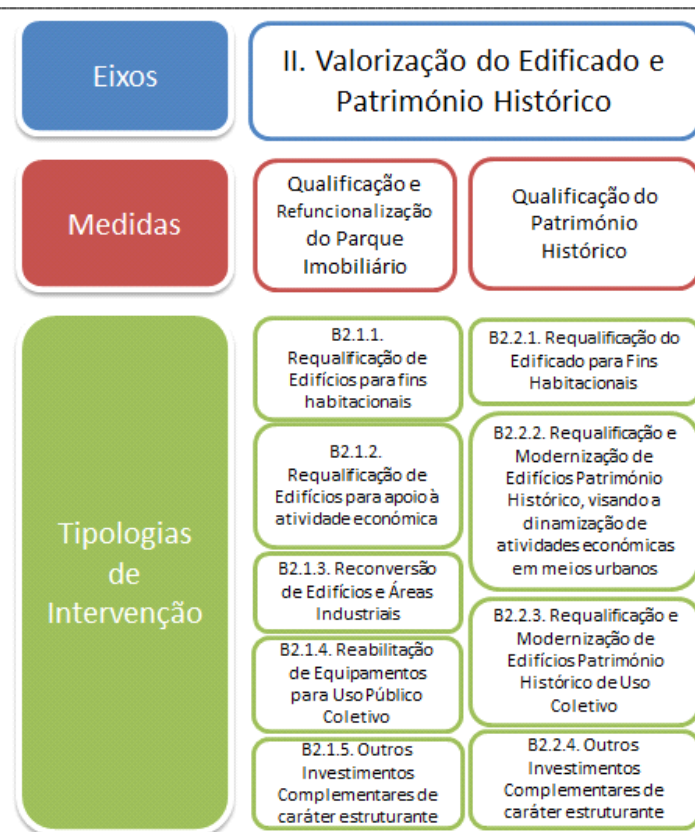 Eixos
II. Valorização do Edificado e
Património Histórico
Medidas
Qualificação e
Refuncionalização
do Parque
Imobiliário
Qualificação do
Património
Histórico
Tipologias
de
Intervenção
B2.1.1.
Requalificação de
Edifícios para fins
habitacionais
B2.1.2.
Requalificação de
Edifícios para apoio à
atividade económica
B2.1.3. Reconversão
de Edifícios e Áreas
Industriais
B2.1.4. Reabilitação
de Equipamentos
para Uso Público
Coletivo
B2.1.5. Outros
Investimentos
Complementares de
caráter estruturante
B2.2.1. Requalificação do
Edificado para Fins
Habitacionais
B2.2.2. Requalificação e
Modernização de
Edifícios Património
Histórico, visando a
dinamização de
atividades económicas
em meios urbanos
B2.2.3. Requalificação e
Modernização de
Edifícios Património
Histórico de Uso
Coletivo
B2.2.4. Outros
Investimentos
Complementares de
caráter estruturante